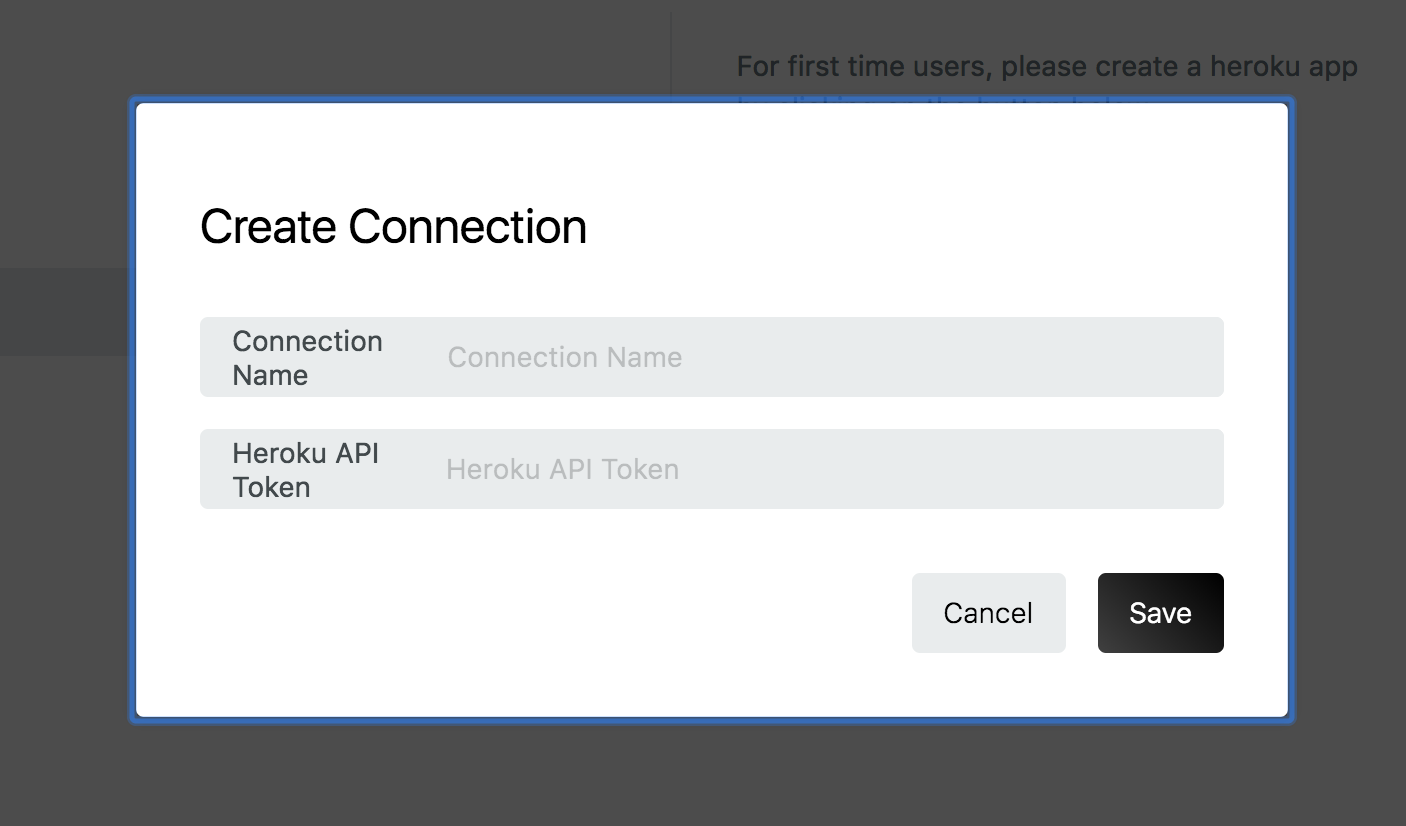 For first time users, please create a heroku app
Create Connection
Connection
Name
Connection Name
Heroku API
Token
Heroku API Token
Cancel
Save